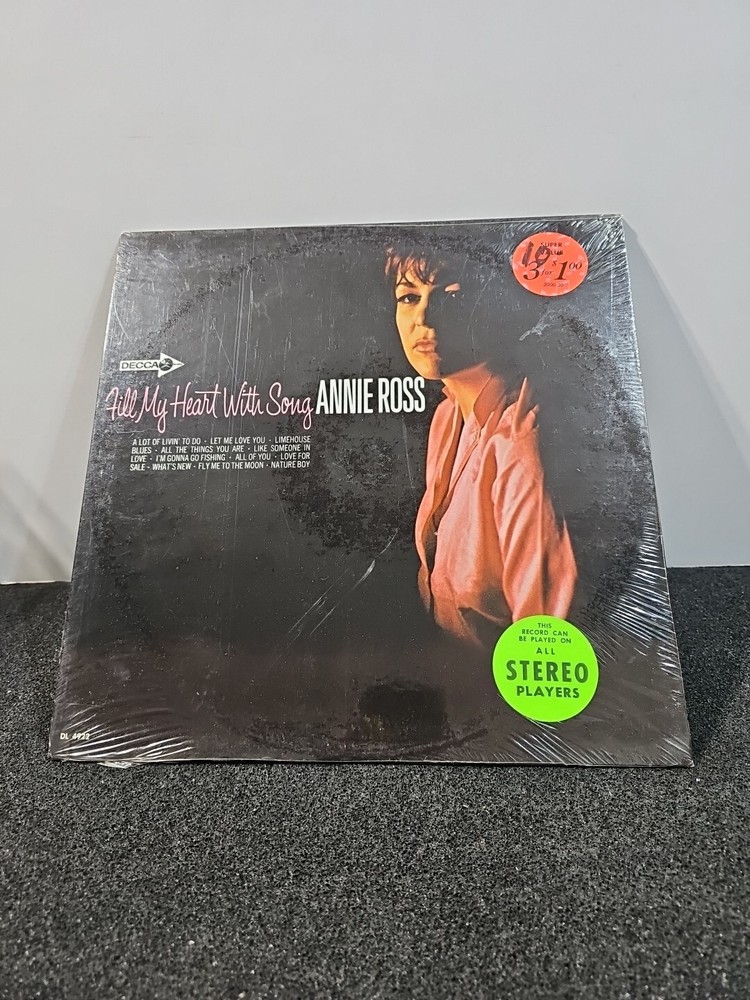 SUPER
VALUE
19
3 for $1.00
DECCA
Fill My Heart With Song ANNIE ROSS
A LOT OF LIVIN' TO DO · LET ME LOVE YOU · LIMEHOUSE
BLUES · ALL THE THINGS YOU ARE · LIKE SOMEONE IN
LOVE · I'M GONNA GO FISHING · ALL OF YOU · LOVE FOR
SALE · WHAT'S NEW · FLY ME TO THE MOON · NATURE BOY
THIS
RECORD CAN
BE PLAYED ON
ALL
STEREO
PLAYERS
DL 4922